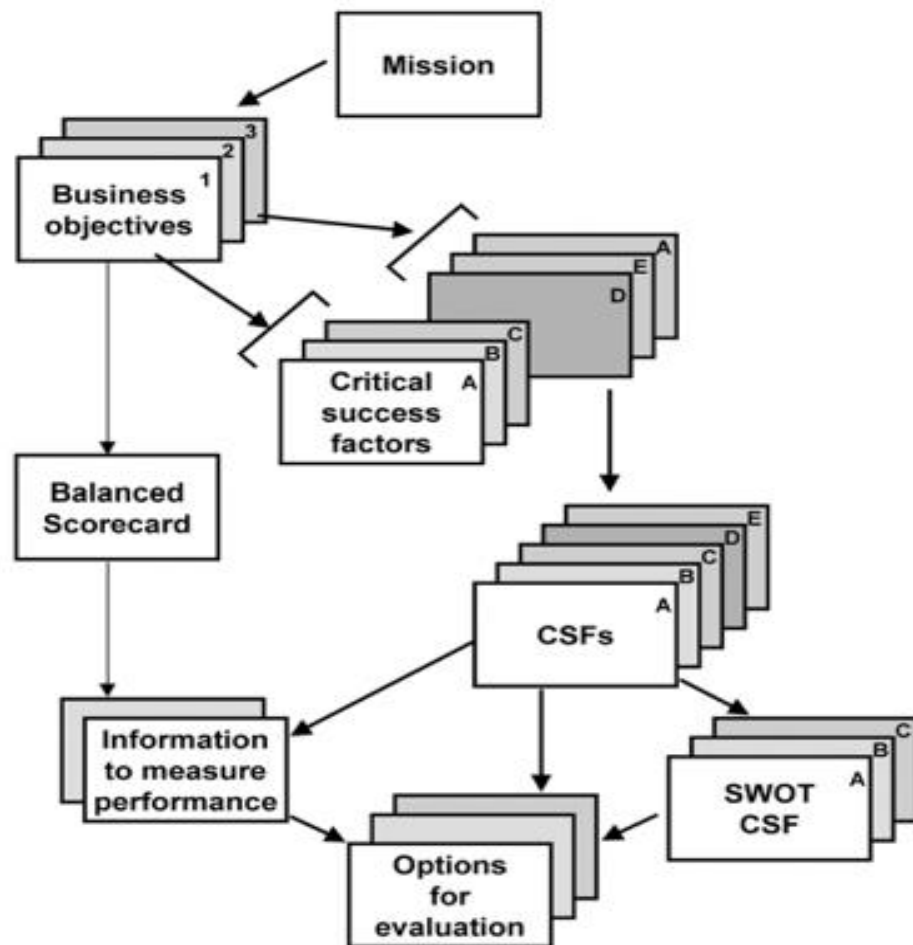 Mission
3
2
1
Business
objectives
A
E
D
C
B
A
Critical
success
factors
Balanced
Scorecard
E
D
C
B
A
CSFs
Information
to measure
performance
C
B
A
SWOT
CSF
Options
for
evaluation